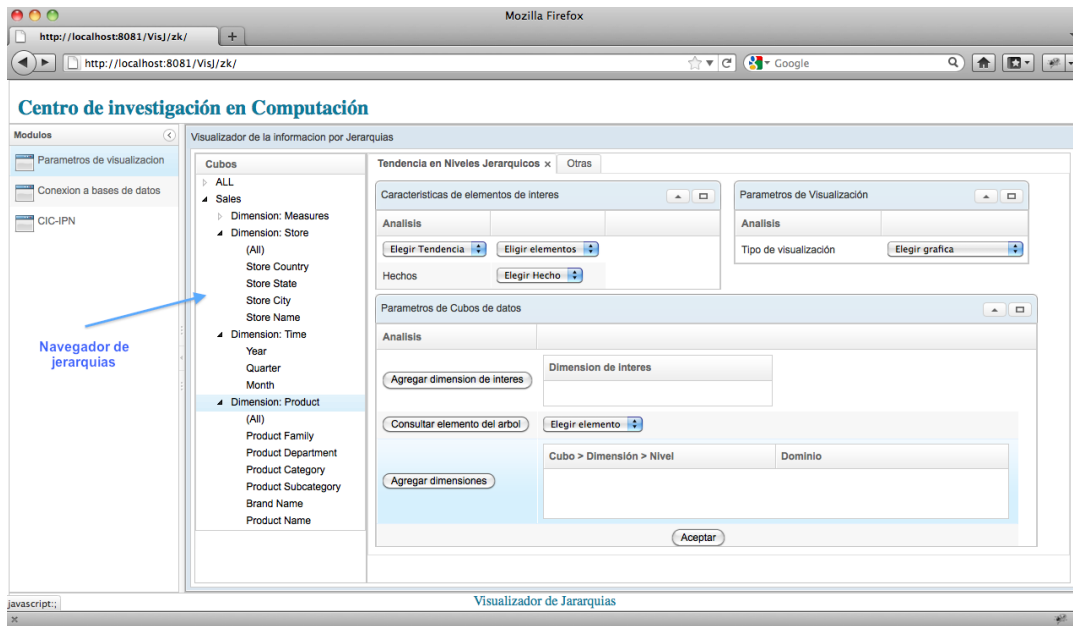 Mozilla Firefox
http://localhost:8081/VisJ/zk/
http://localhost:8081/VisJ/zk/
Google
Centro de investigación en Computación
Modulos
Parametros de visualizacion
Conexion a bases de datos
CIC-IPN
Visualizador de la informacion por Jerarquias
Cubos
ALL
Sales
Dimension: Measures
Dimension: Store
(All)
Store Country
Store State
Store City
Store Name
Dimension: Time
Year
Quarter
Month
Dimension: Product
(All)
Product Family
Product Department
Product Category
Product Subcategory
Brand Name
Product Name
Navegador de
jerarquias
Tendencia en Niveles Jerarquicos x
Otras
Caracteristicas de elementos de interes
Analisis
Elegir Tendencia
Eligir elementos
Hechos
Elegir Hecho
Parametros de Visualización
Analisis
Tipo de visualización
Elegir grafica
Parametros de Cubos de datos
Analisis
Agregar dimension de interes
Dimension de Interes
Consultar elemento del arbol
Elegir elemento
Agregar dimensiones
Cubo > Dimensión > Nivel
Dominio
Aceptar
javascript:;
Visualizador de Jararquias